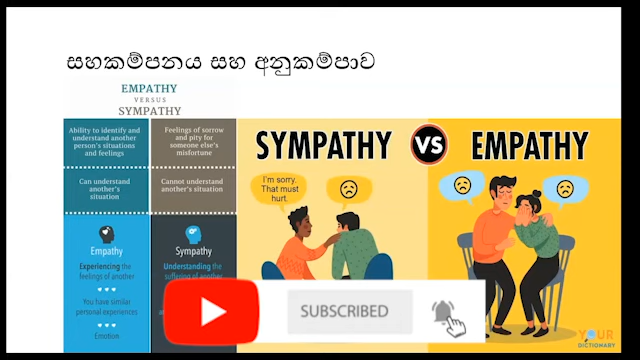 සහකම්පනය සහ අනුකම්පාව
EMPATHY
VERSUS
SYMPATHY
Ability to identify and
understand another
person's situations
and feelings
Feelings of sorrow
and pity for
someone else's
misfortune
Can understand
another's
situation
Cannot understand
another's situation
Empathy
Experiencing the
feelings of another
You have similar
personal experiences
Emotion
Sympathy
Understanding the
suffering of another
SYMPATHY
VS
EMPATHY
I'm sorry.
That must
hurt.
SUBSCRIBED
YOUR
DICTIONARY